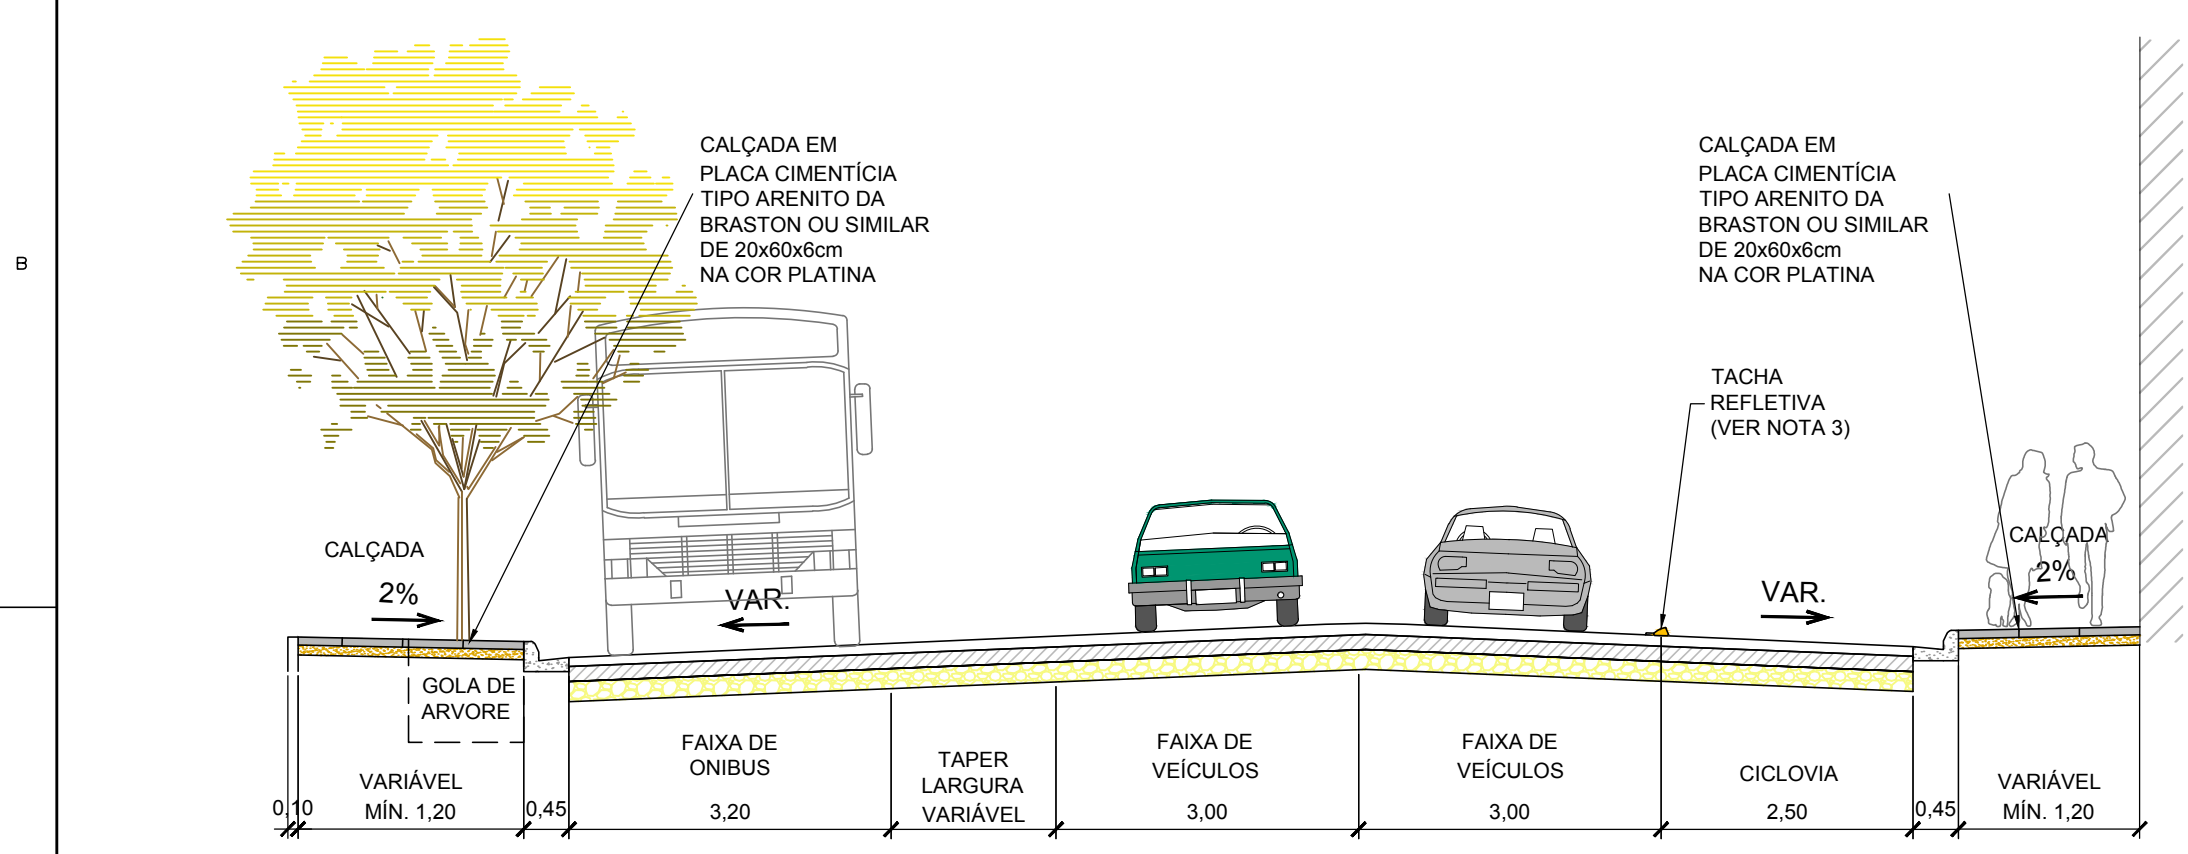 CALÇADA EM
PLACA CIMENTÍCIA
TIPO ARENITO DA
BRASTON OU SIMILAR
DE 20x60x6cm
NA COR PLATINA
CALÇADA EM
PLACA CIMENTÍCIA
TIPO ARENITO DA
BRASTON OU SIMILAR
DE 20x60x6cm
NA COR PLATINA
B
TACHA
REFLETIVA
(VER NOTA 3)
CALÇADA
2%
VAR.
VAR.
CALÇADA
2%
GOLA DE
ARVORE
VARIÁVEL
MÍN. 1,20
FAIXA DE
ONIBUS
TAPER
LARGURA
VARIÁVEL
FAIXA DE
VEÍCULOS
FAIXA DE
VEÍCULOS
CICLOVIA
VARIÁVEL
MÍN. 1,20
0,10
0,45
3,20
3,00
3,00
2,50
0,45